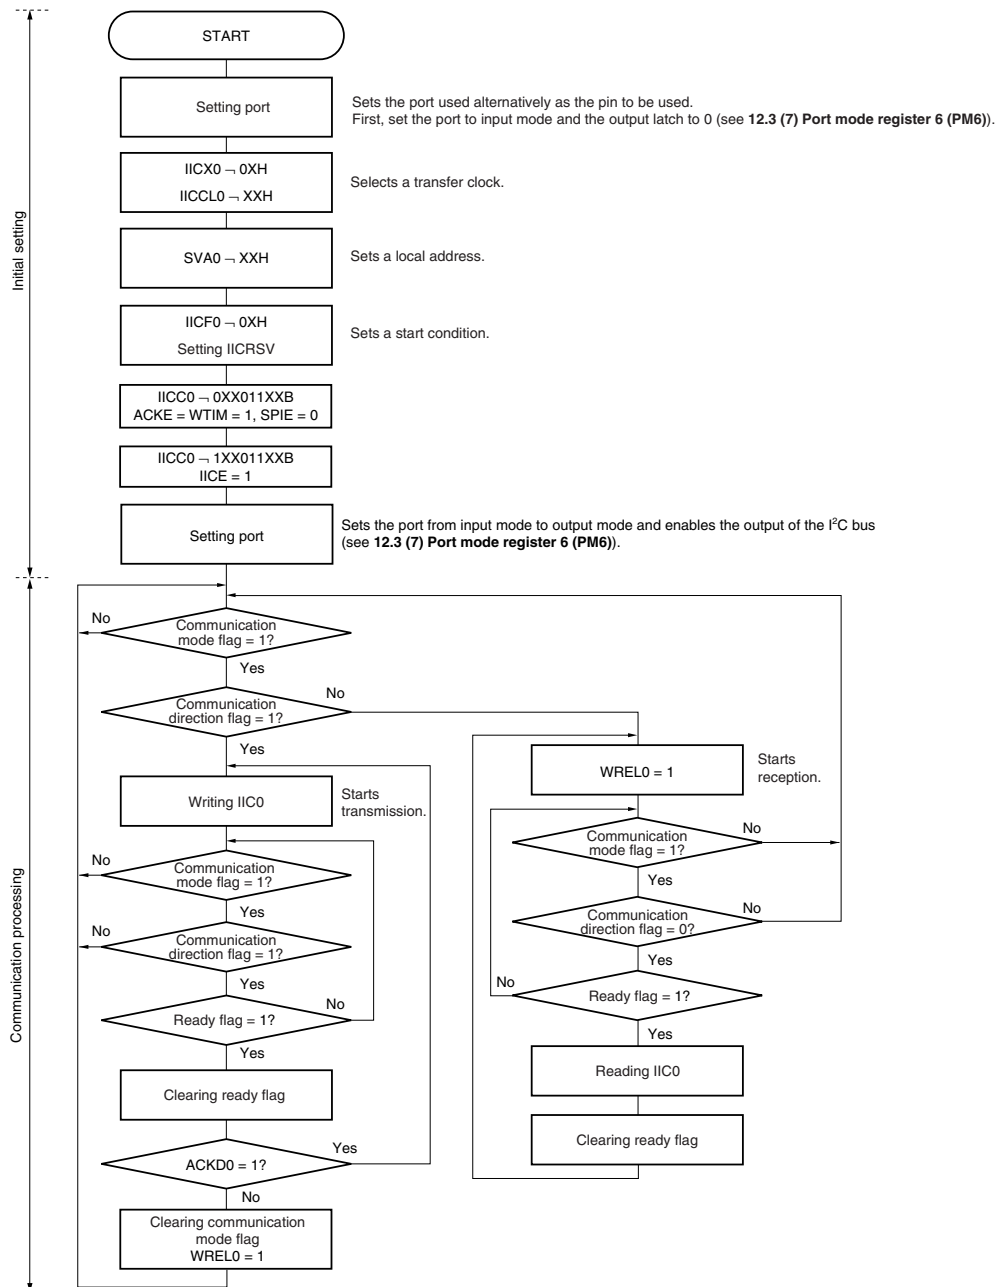 START
Setting port
Sets the port used alternatively as the pin to be used.
First, set the port to input mode and the output latch to 0 (see 12.3 (7) Port mode register 6 (PM6)).
IICX0 ¬ 0XH
IICCL0 ¬ XXH
Selects a transfer clock.
SVA0 ¬ XXH
Sets a local address.
IICF0 ¬ 0XH
Setting IICRSV
Sets a start condition.
IICC0 ¬ 0XX011XXB
ACKE = WTIM = 1, SPIE = 0
IICC0 ¬ 1XX011XXB
IICE = 1
Setting port
Sets the port from input mode to output mode and enables the output of the I²C bus
(see 12.3 (7) Port mode register 6 (PM6)).
Initial setting
Communication processing
No
Communication
mode flag = 1?
Yes
Communication
direction flag = 1?
No
Yes
Writing IIC0
Starts
transmission.
No
Communication
mode flag = 1?
Yes
No
Communication
direction flag = 1?
Yes
Ready flag = 1?
No
Yes
Clearing ready flag
ACKD0 = 1?
Yes
No
Clearing communication
mode flag
WREL0 = 1
WREL0 = 1
Starts
reception.
Communication
mode flag = 1?
No
Yes
Communication
direction flag = 0?
No
Yes
No
Ready flag = 1?
Yes
Reading IIC0
Clearing ready flag